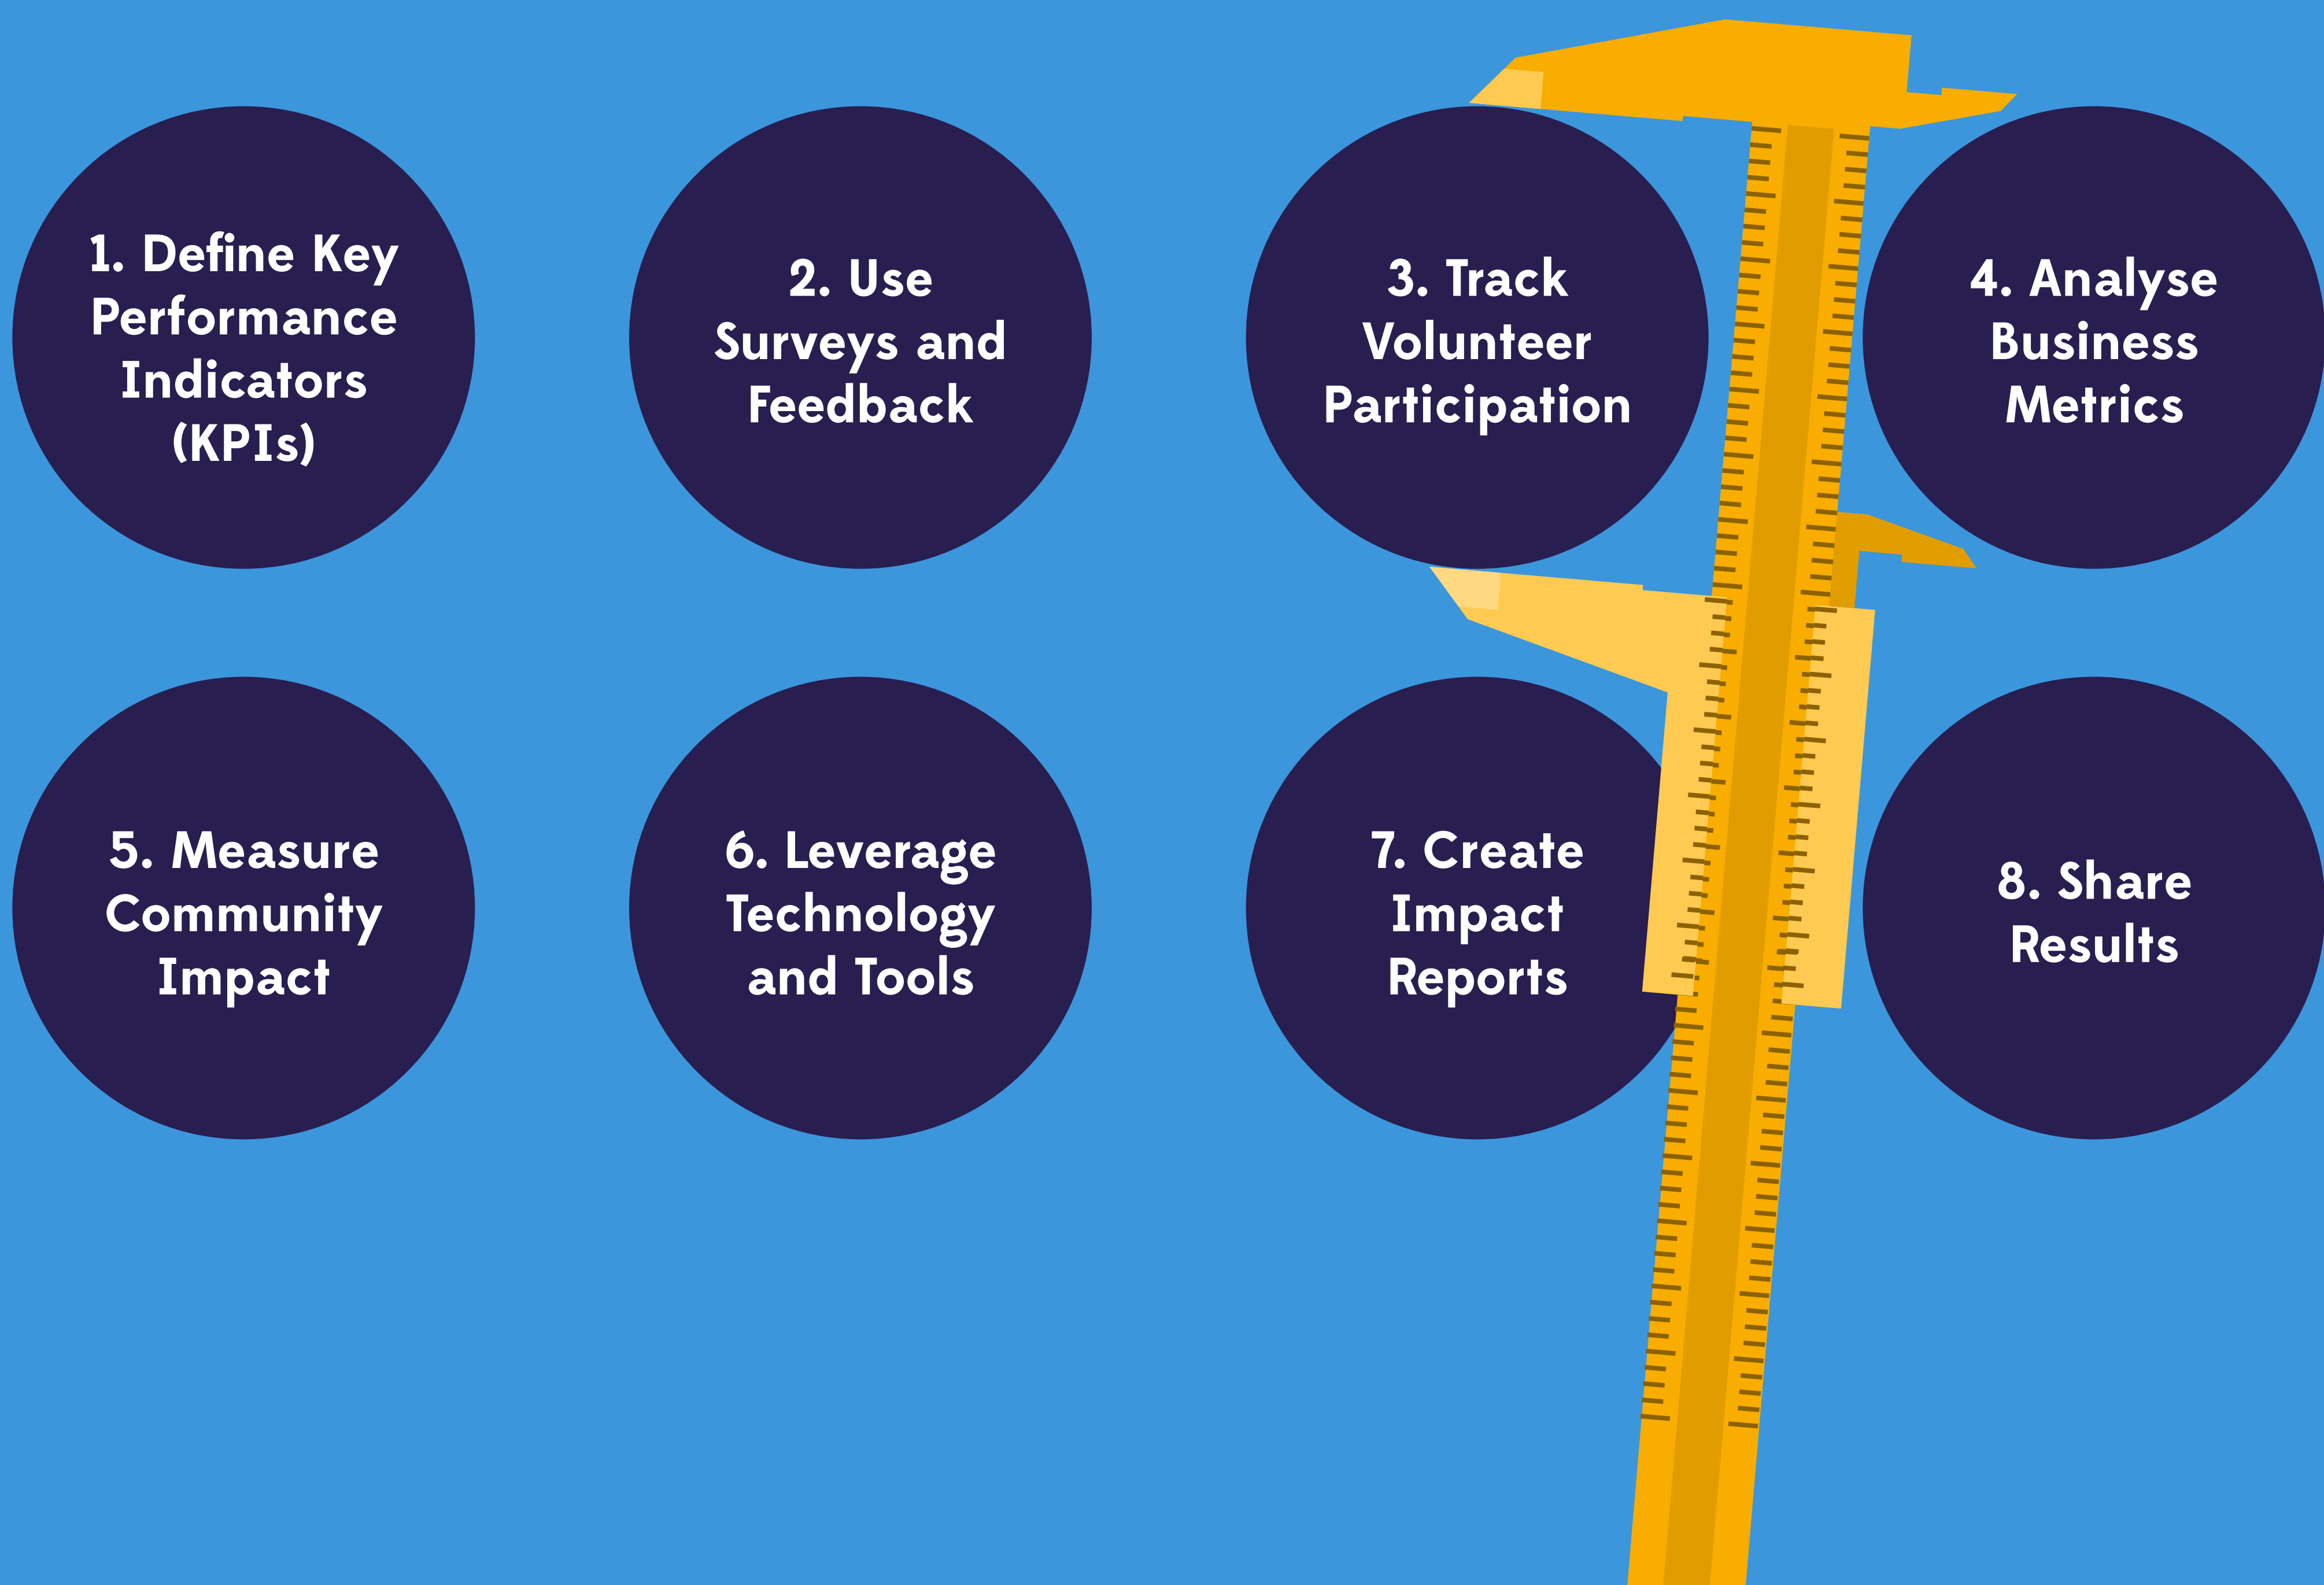 1. Define Key
Performance
Indicators
(KPIs)
2. Use
Surveys and
Feedback
3. Track
Volunteer
Participation
4. Analyse
Business
Metrics
5. Measure
Community
Impact
6. Leverage
Technology
and Tools
7. Create
Impact
Reports
8. Share
Results